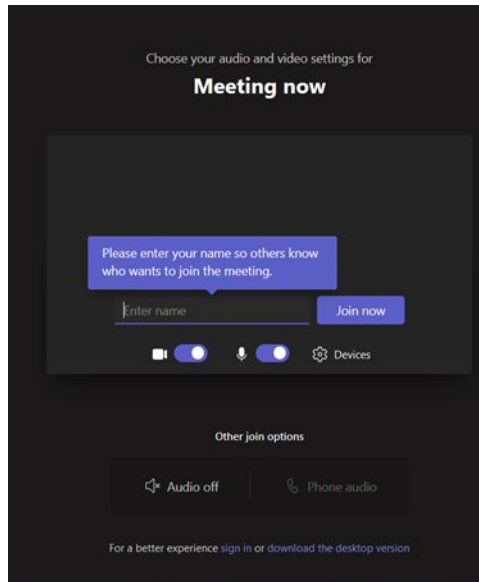 Choose your audio and video settings for
Meeting now
Please enter your name so others know
who wants to join the meeting.
Enter name
Join now
Devices
Other join options
Audio off
Phone audio
For a better experience sign in or download the desktop version